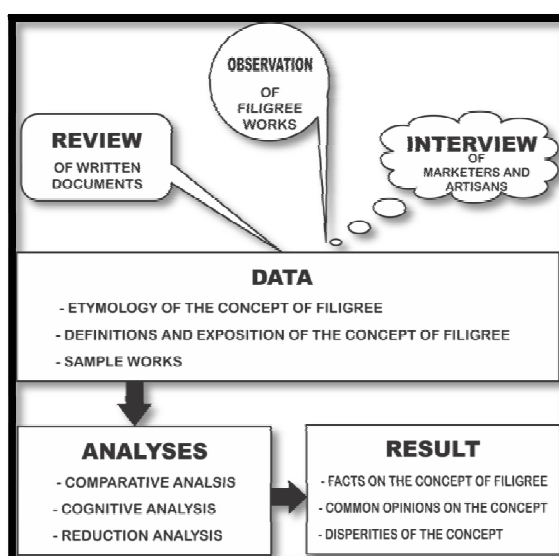 OBSERVATION
OF
FILIGREE
WORKS
REVIEW
OF WRITTEN
DOCUMENTS
INTERVIEW
OF
MARKETERS AND
ARTISANS
DATA
- ETYMOLOGY OF THE CONCEPT OF FILIGREE
- DEFINITIONS AND EXPOSITION OF THE CONCEPT OF FILIGREE
- SAMPLE WORKS
ANALYSES
- COMPARATIVE ANALSIS
- COGNITIVE ANALYSIS
- REDUCTION ANALYSIS
RESULT
- FACTS ON THE CONCEPT OF FILIGREE
- COMMON OPINIONS ON THE CONCEPT
- DISPERITIES OF THE CONCEPT